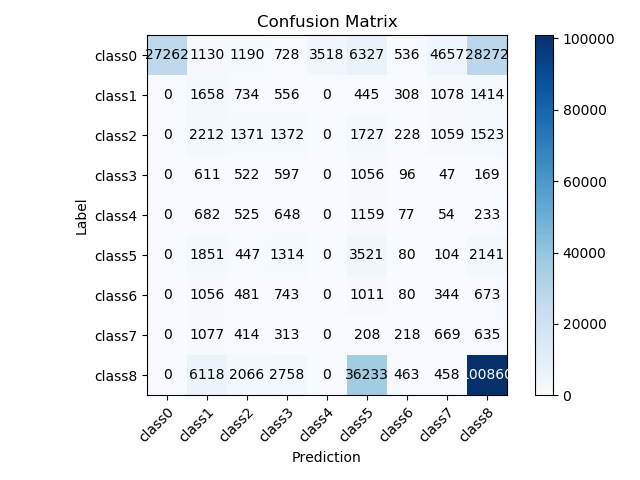 Confusion Matrix
class0 27262 1130 1190 728 3518 6327 536 4657 28272
class1 0 1658 734 556 0 445 308 1078 1414
class2 0 2212 1371 1372 0 1727 228 1059 1523
class3 0 611 522 597 0 1056 96 47 169
class4 0 682 525 648 0 1159 77 54 233
class5 0 1851 447 1314 0 3521 80 104 2141
class6 0 1056 481 743 0 1011 80 344 673
class7 0 1077 414 313 0 208 218 669 635
class8 0 6118 2066 2758 0 36233 463 458 100860
class0 class1 class2 class3 class4 class5 class6 class7 class8
Prediction
Label
100000
80000
60000
40000
20000
0